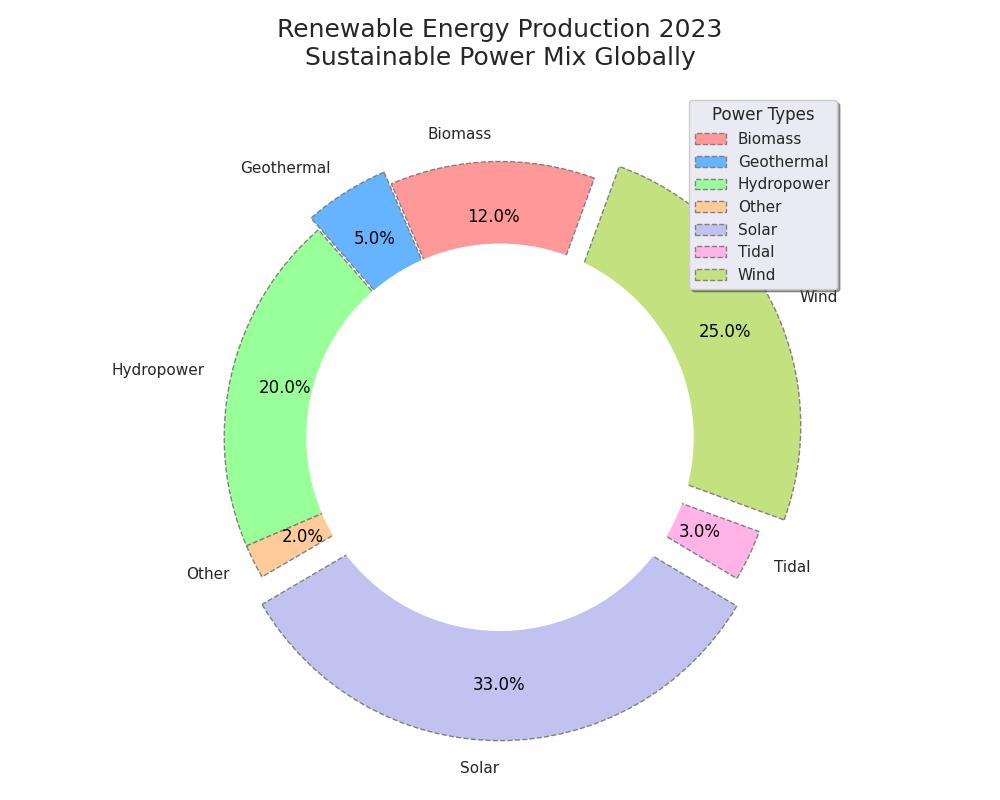 Renewable Energy Production 2023
Sustainable Power Mix Globally
Power Types
Biomass
Geothermal
Hydropower
Other
Solar
Tidal
Wind
Biomass
12.0%
Geothermal
5.0%
Hydropower
20.0%
Other
2.0%
Solar
33.0%
Tidal
3.0%
Wind
25.0%